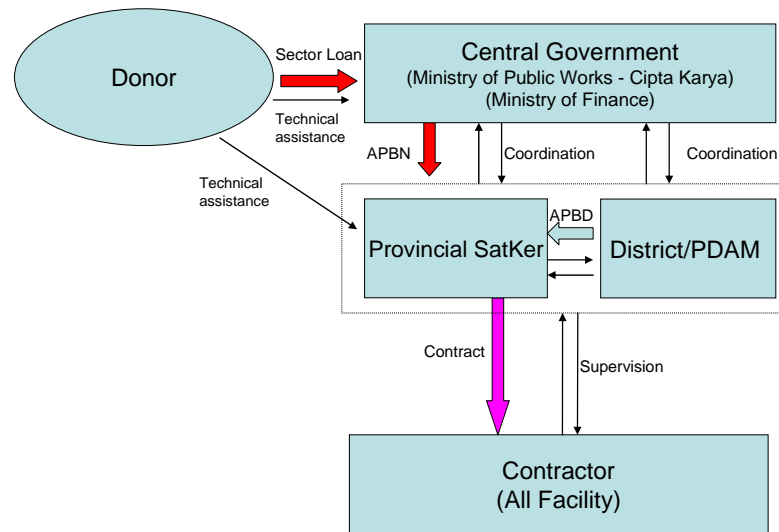 Donor
Sector Loan
Technical
assistance
Central Government
(Ministry of Public Works - Cipta Karya)
(Ministry of Finance)
APBN
Coordination
Coordination
Technical
assistance
Provincial SatKer
APBD
District/PDAM
Contract
Supervision
Contractor
(All Facility)